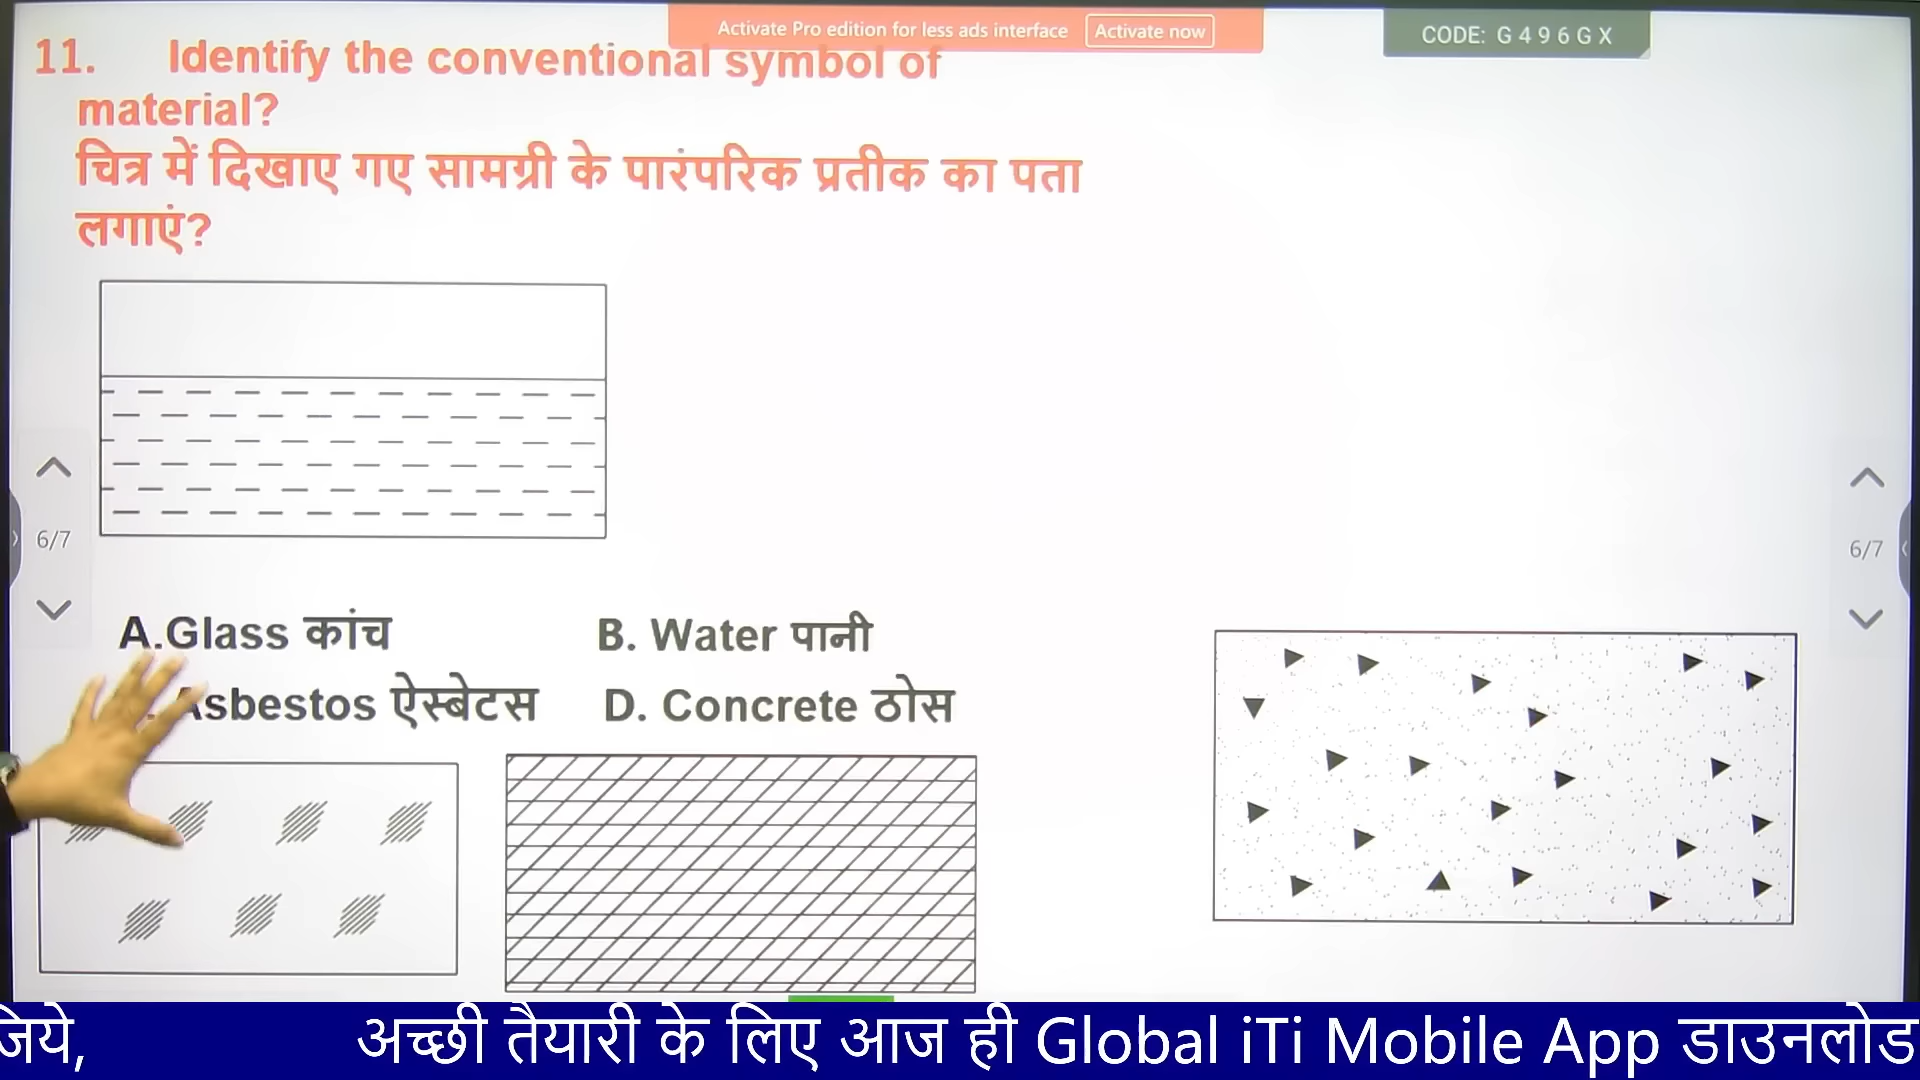 Activate Pro edition for less ads interface
Activate now
CODE: G 4 9 6 G X
11. Identify the conventional symbol of
material?
चित्र में दिखाए गए सामग्री के पारंपरिक प्रतीक का पता
लगाएं?
6/7
6/7
A.Glass कांच
B. Water पानी
Asbestos ऐस्बेटस
D. Concrete ठोस
अच्छी तैयारी के लिए आज ही Global iTi Mobile App डाउनलोड